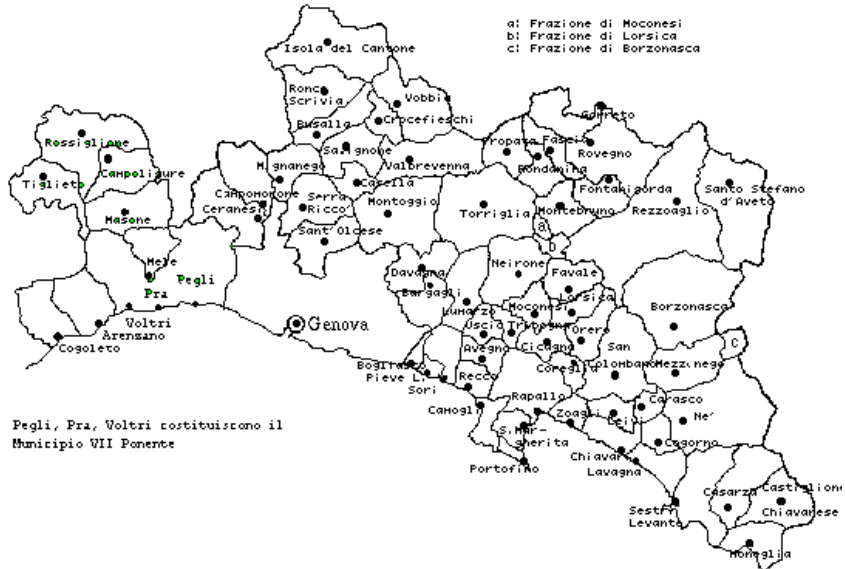 a) Frazione di Moconesi
b) Frazione di Lorsica
c) Frazione di Borzonasca
Isola del Cantone
Ronco
Scrivia
Vobbia
Busalla
Crocefieschi
Savignone
Valbrevenna
Casella
Mignanego
Campomorone
Ceranesi
Serra
Ricco'
Sant'Olcese
Montoggio
Rossiglione
Campoligure
Tiglieto
Masone
Mele
Pegli
Pra
Voltri
Arenzano
Cogoleto
Genova
Gorreto
Propata
Fascia
Rondanina
Rovegno
Fontanigorda
Montebruno
Torriglia
Rezzoaglio
Santo Stefano
d'Aveto
a
b
c
Davagna
Bargagli
Lumarzo
Neirone
Favale
Lorsica
Moconesi
Uscio
Tribogna
Orero
Cicagna
Avegno
Coreglia
San
Colombano
Borzonasca
Mezzanego
Bogliasco
Pieve L.
Sori
Recco
Camogli
Rapallo
S.Mar-
gherita
Portofino
Zoagli
Leivi
Carasco
Ne'
Cogorno
Chiavari
Lavagna
Sestri
Levante
Casarza
Castiglione
Chiavarese
Moneglia
Pegli, Pra, Voltri costituiscono il
Municipio VII Ponente